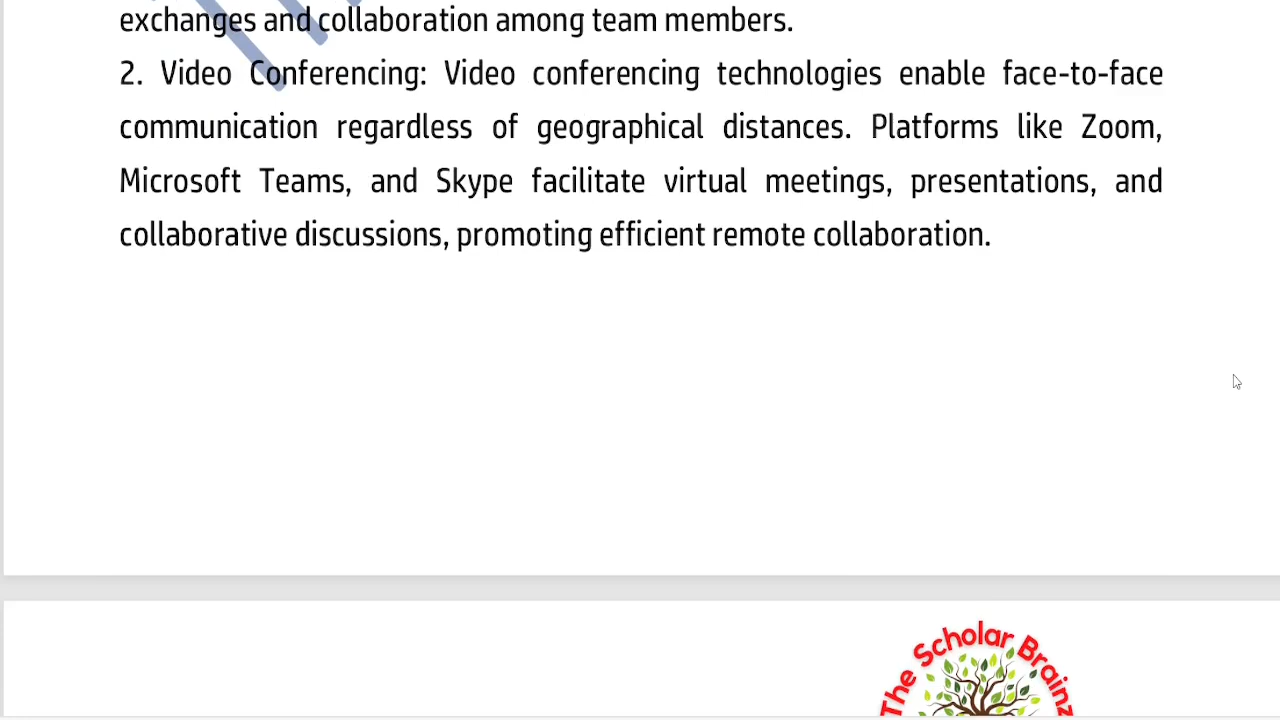 exchanges and collaboration among team members.
2. Video Conferencing: Video conferencing technologies enable face-to-face
communication regardless of geographical distances. Platforms like Zoom,
Microsoft Teams, and Skype facilitate virtual meetings, presentations, and
collaborative discussions, promoting efficient remote collaboration.
The Scholar Brainz